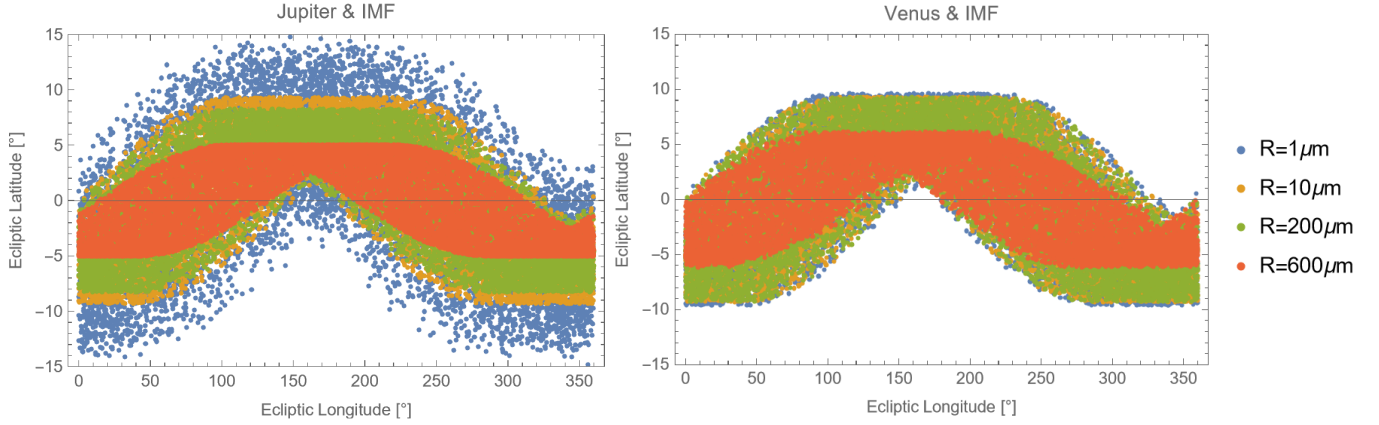 Jupiter & IMF
15
10
5
0
−5
−10
−15
Ecliptic Latitude [°]
0 50 100 150 200 250 300 350
Ecliptic Longitude [°]
Venus & IMF
15
10
5
0
−5
−10
−15
Ecliptic Latitude [°]
0 50 100 150 200 250 300 350
Ecliptic Longitude [°]
R=1μm
R=10μm
R=200μm
R=600μm